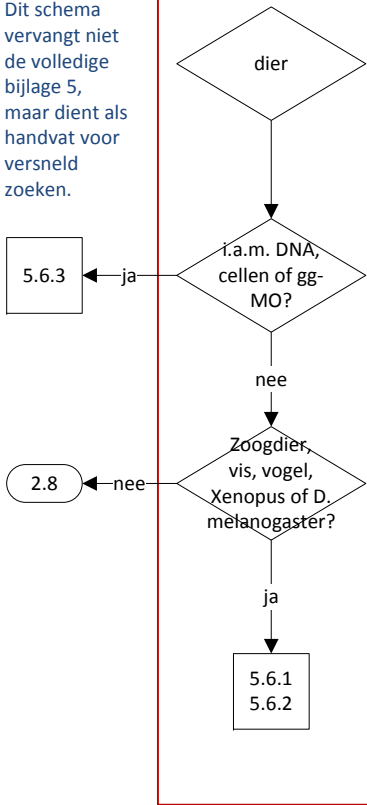 Dit schema
vervangt niet
de volledige
bijlage 5,
maar dient als
handvat voor
versneld
zoeken.
dier
i.a.m. DNA,
cellen of gg-
MO?
ja
5.6.3
nee
Zoogdier,
vis, vogel,
Xenopus of D.
melanogaster?
nee
2.8
ja
5.6.1
5.6.2